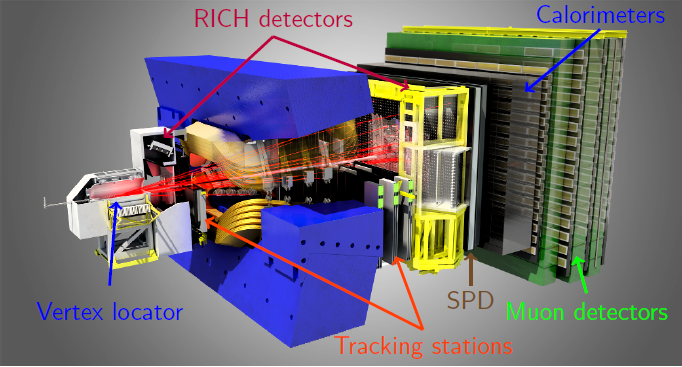 RICH detectors
Calorimeters
Vertex locator
SPD
Muon detectors
Tracking stations